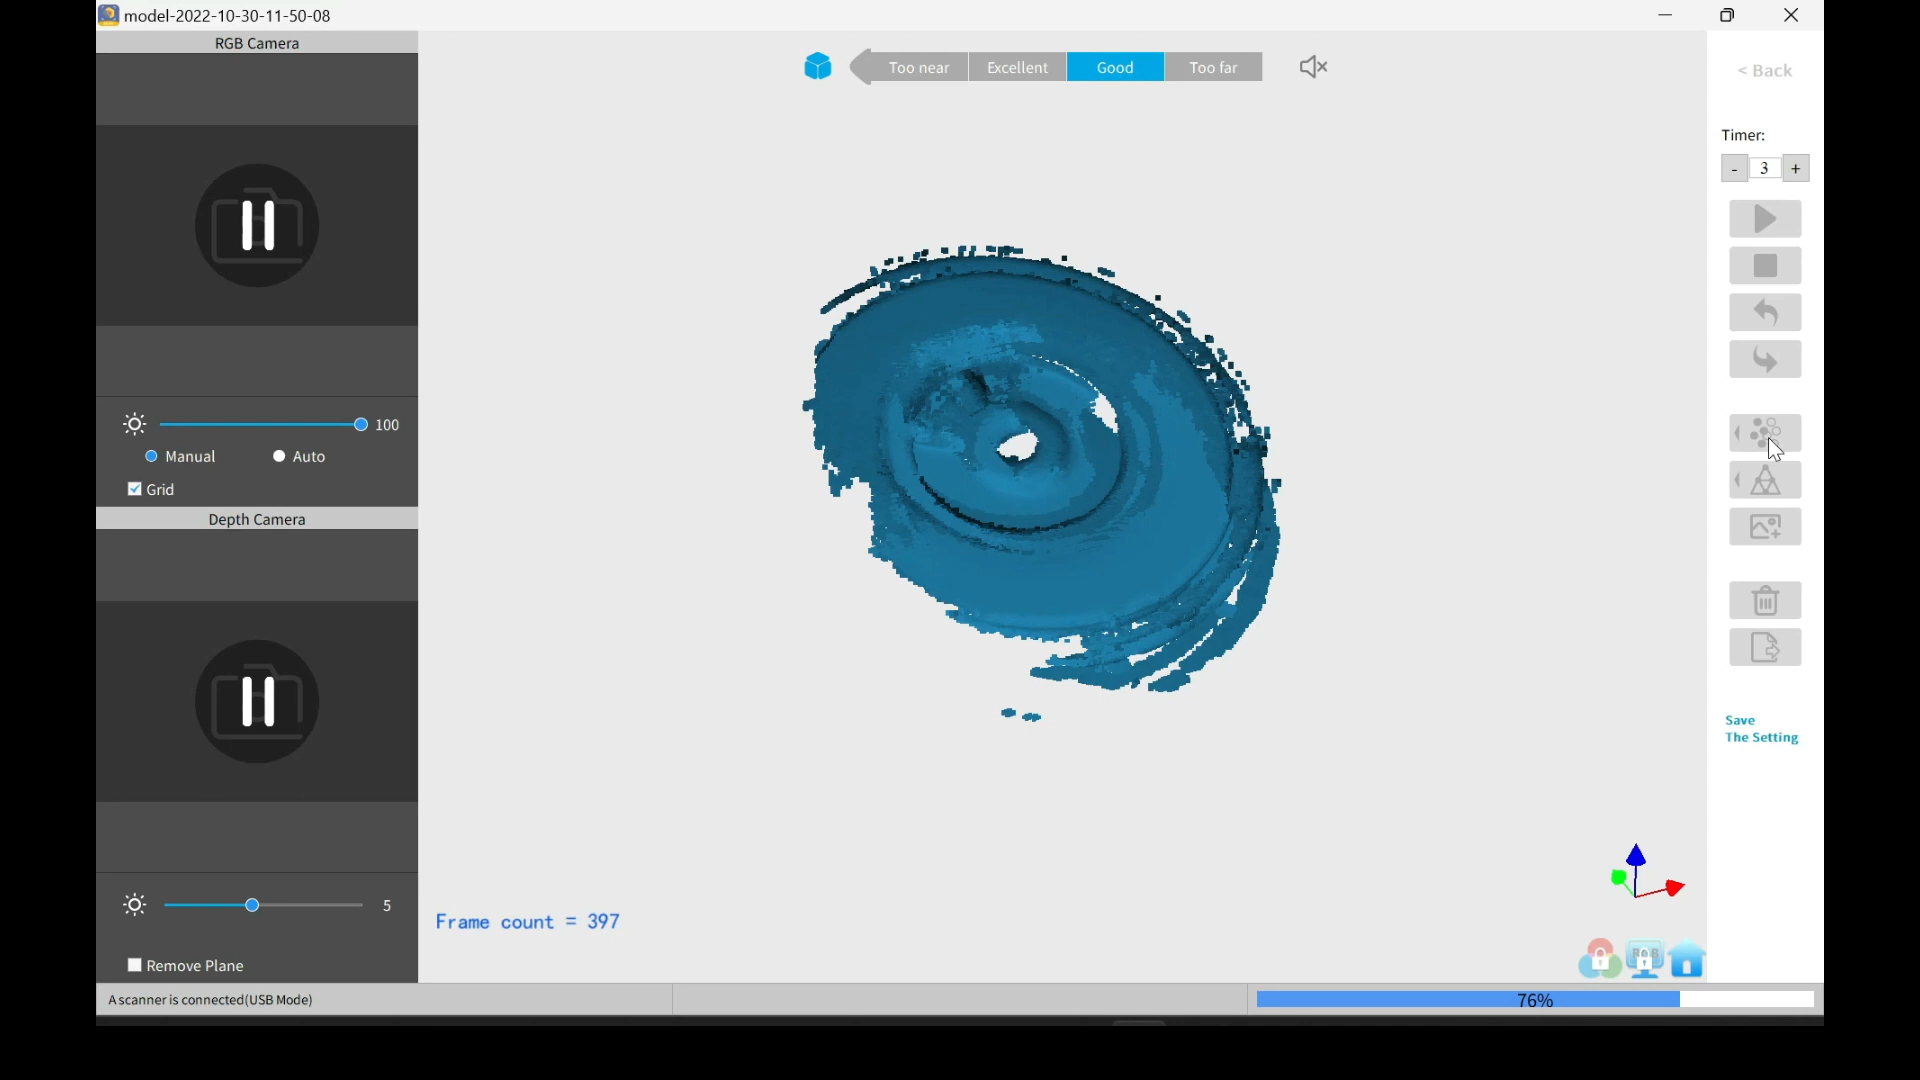 model-2022-10-30-11-50-08
RGB Camera
Too near
Excellent
Good
Too far
< Back
Timer:
- 3 +
100
Manual
Auto
Grid
Depth Camera
5
Remove Plane
Save
The Setting
Frame count = 397
RGB
A scanner is connected(USB Mode)
76%